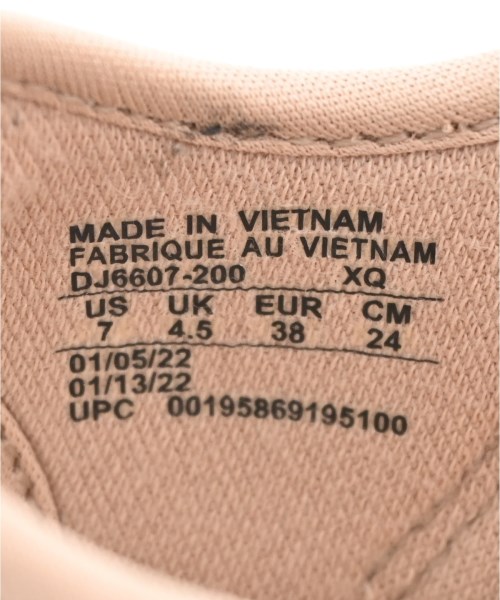 MADE IN VIETNAM
FABRIQUE AU VIETNAM
DJ6607-200 XQ
US UK EUR CM
7 4.5 38 24
01/05/22
01/13/22
UPC 00195869195100